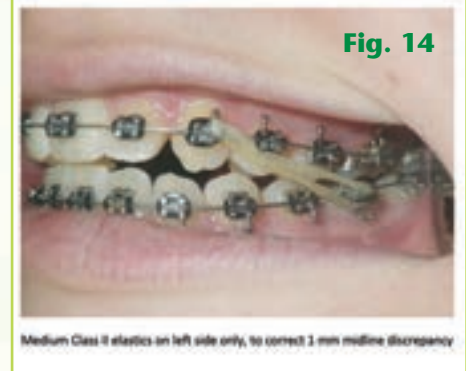 Fig. 14
Medium Class II elastics on left side only, to correct 1 mm midline discrepancy